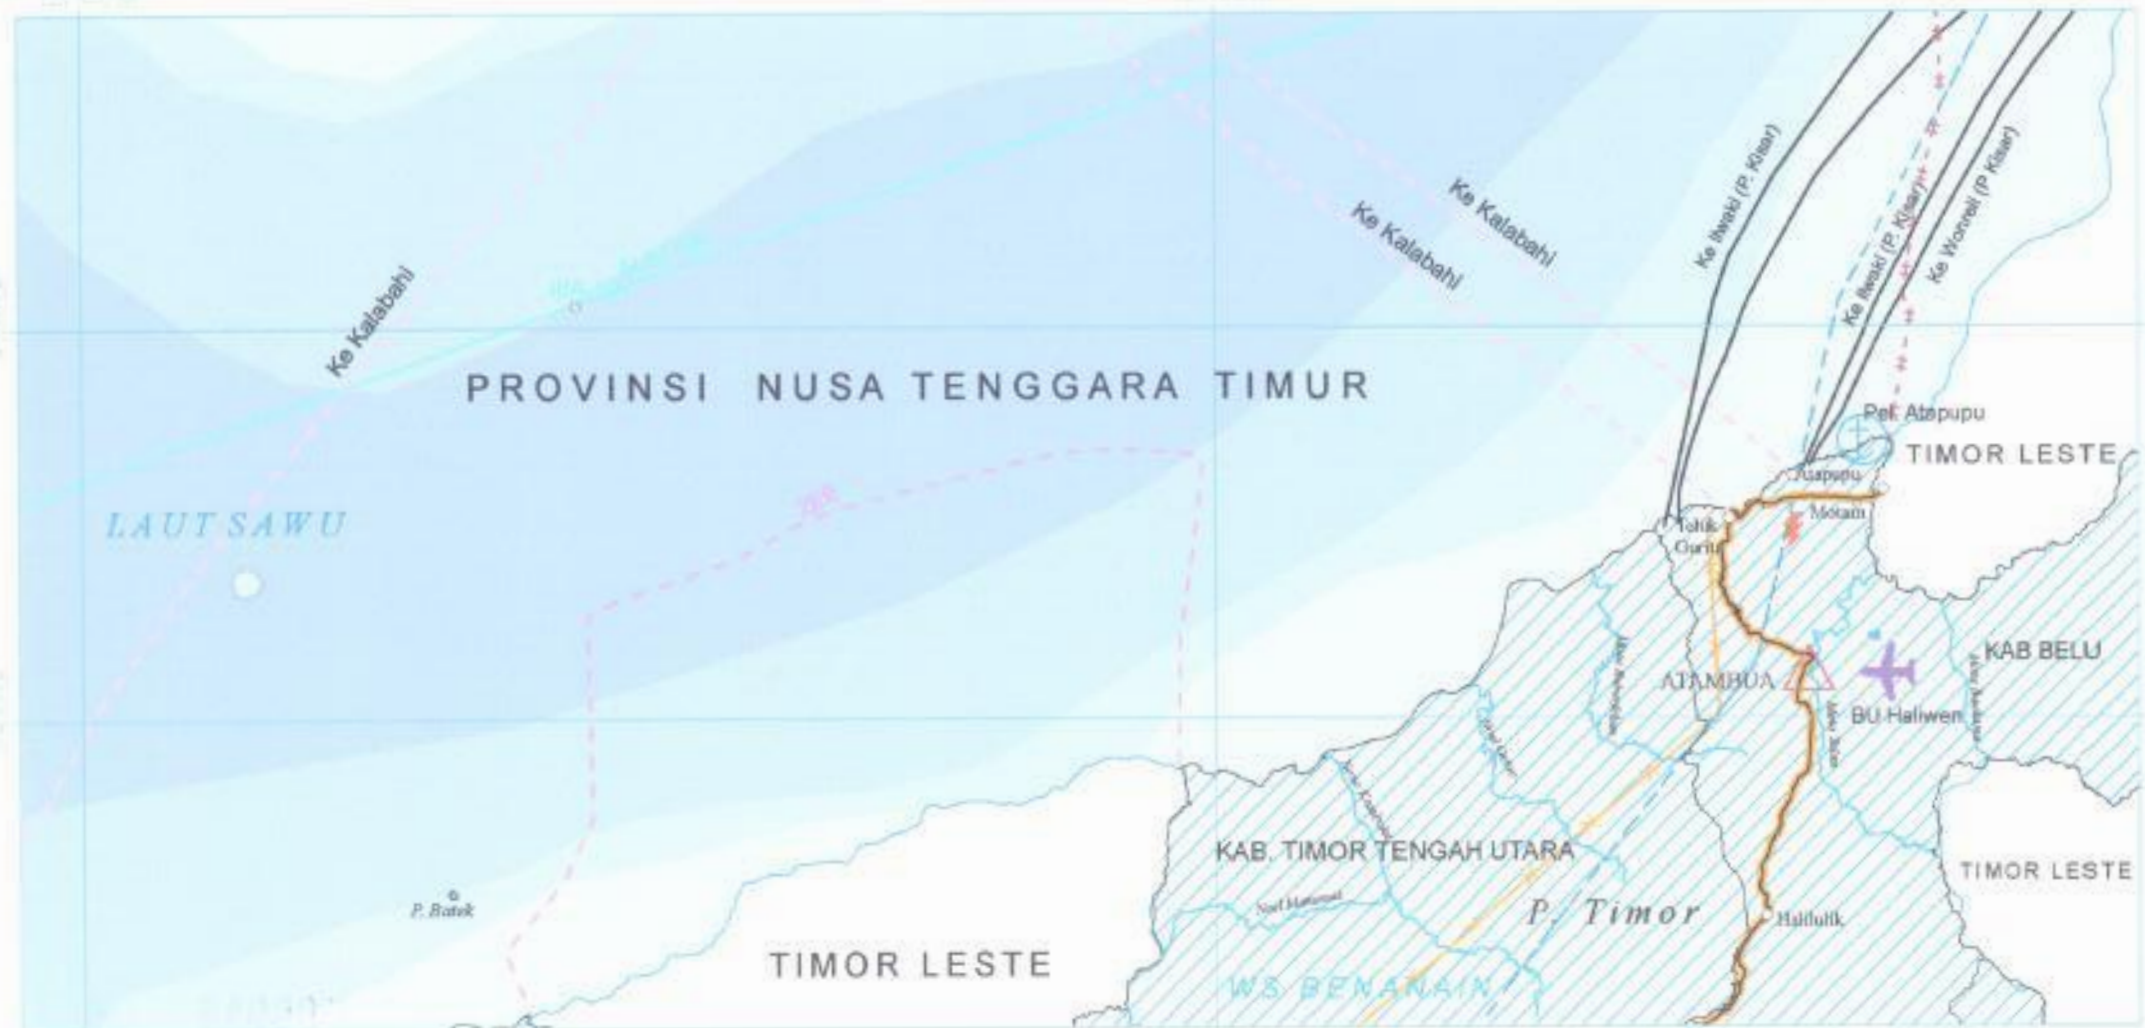 Ke Kalabahi
Ke Kalabahi
Ke Kalabahi
Ke Ilwaki (P. Kisar)
Ke Ilwaki (P. Kisar)
Ke Wonreli (P Kisar)
PROVINSI NUSA TENGGARA TIMUR
Pel. Atapupu
TIMOR LESTE
Atapupu
LAUT SAWU
Motain
Teluk
KAB BELU
ATAMBUA
BU Haliwen
KAB. TIMOR TENGAH UTARA
TIMOR LESTE
P. Batek
P. Timor
Halilulik
TIMOR LESTE
WS BENANAIN